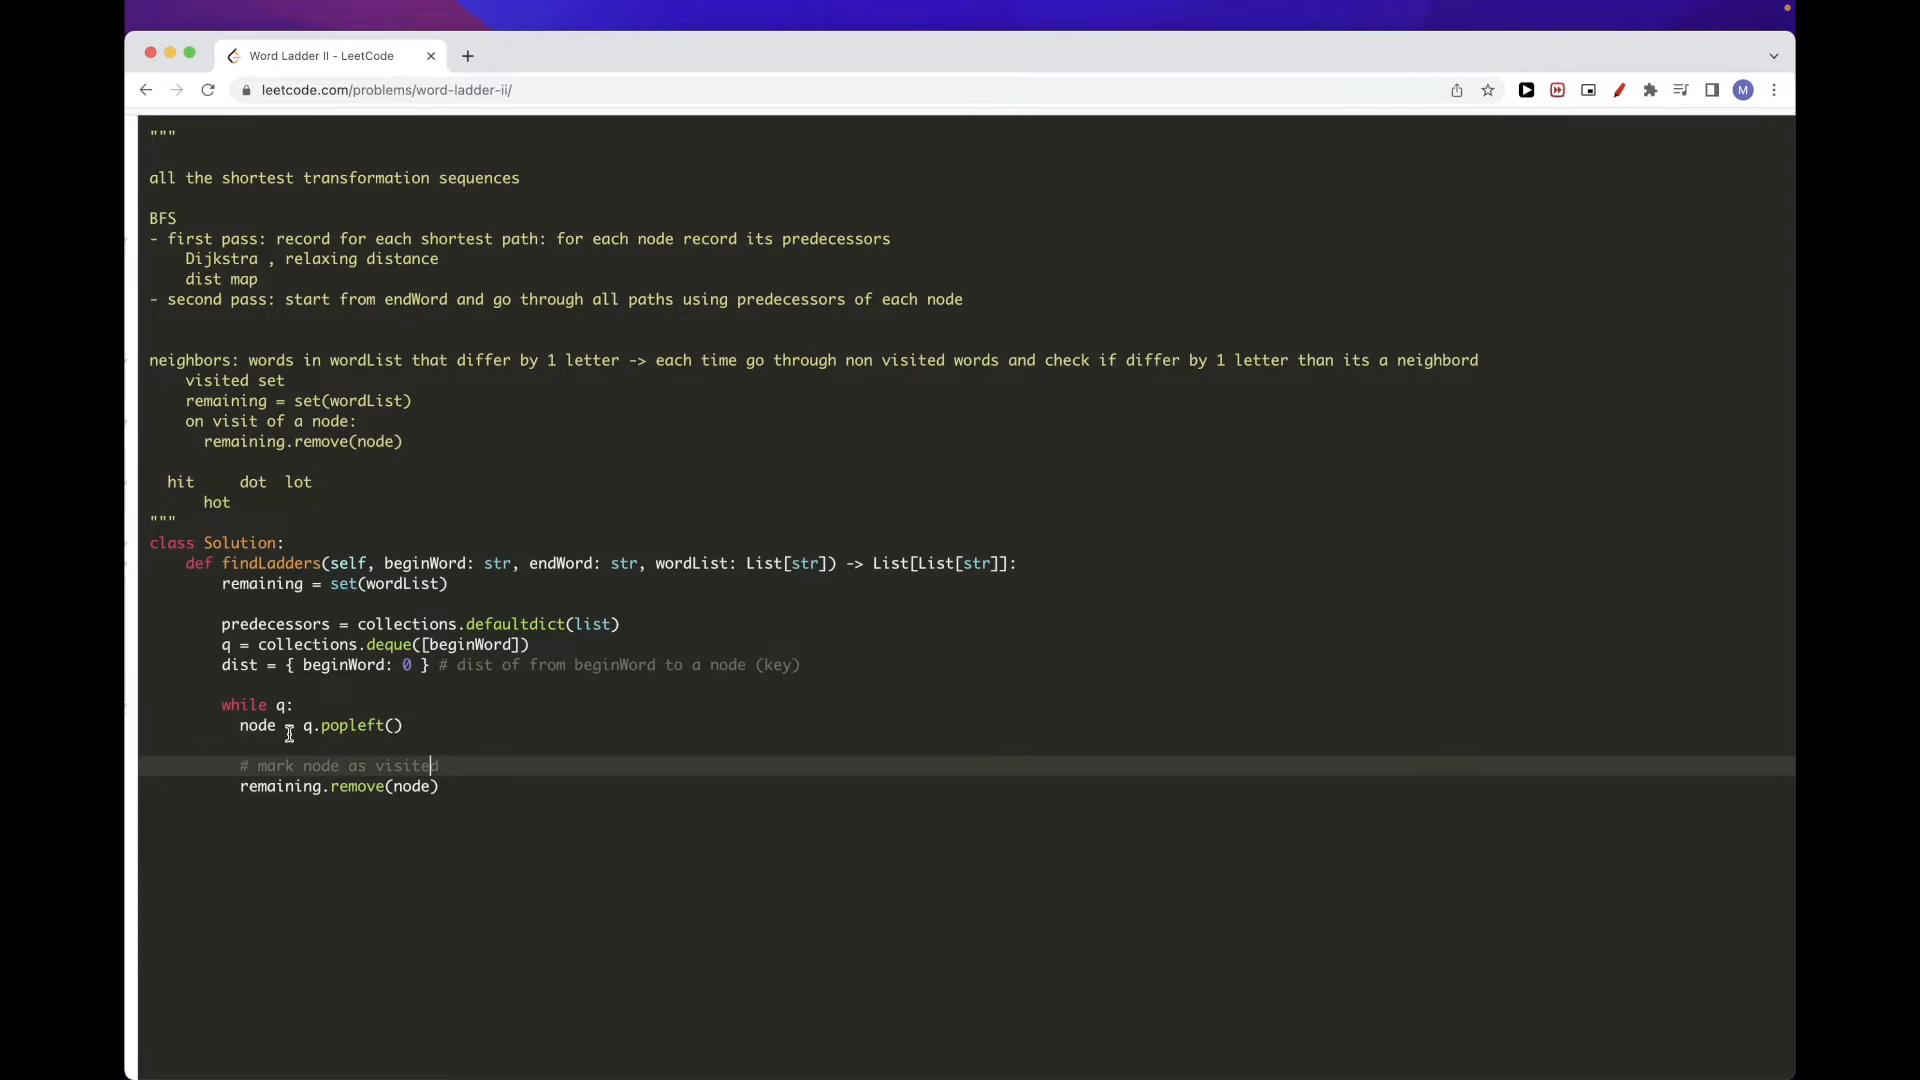 Word Ladder II - LeetCode
leetcode.com/problems/word-ladder-ii/
M
"""
all the shortest transformation sequences
BFS
- first pass: record for each shortest path: for each node record its predecessors
Dijkstra , relaxing distance
dist map
- second pass: start from endWord and go through all paths using predecessors of each node
neighbors: words in wordList that differ by 1 letter -> each time go through non visited words and check if differ by 1 letter than its a neighbord
visited set
remaining = set(wordList)
on visit of a node:
remaining.remove(node)
hit dot lot
hot
"""
class Solution:
def findLadders(self, beginWord: str, endWord: str, wordList: List[str]) -> List[List[str]]:
remaining = set(wordList)
predecessors = collections.defaultdict(list)
q = collections.deque([beginWord])
dist = { beginWord: 0 } # dist of from beginWord to a node (key)
while q:
node = q.popleft()
# mark node as visited
remaining.remove(node)